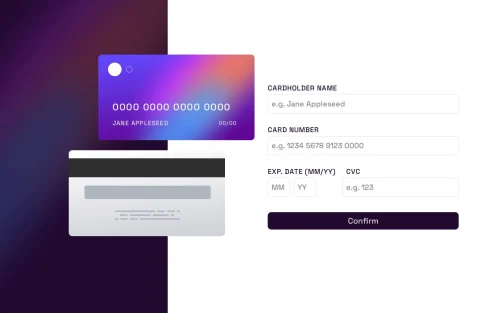 0000 0000 0000 0000
JANE APPLESEED 00/00
CARDHOLDER NAME
e.g. Jane Appleseed
CARD NUMBER
e.g. 1234 5678 9123 0000
EXP. DATE (MM/YY) CVC
MM YY e.g. 123
Confirm